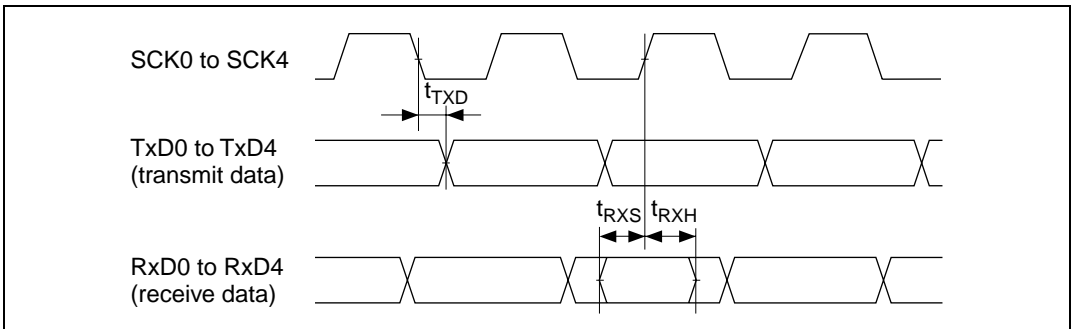 SCK0 to SCK4
tTXD
TxD0 to TxD4
(transmit data)
tRXS tRXH
RxD0 to RxD4
(receive data)